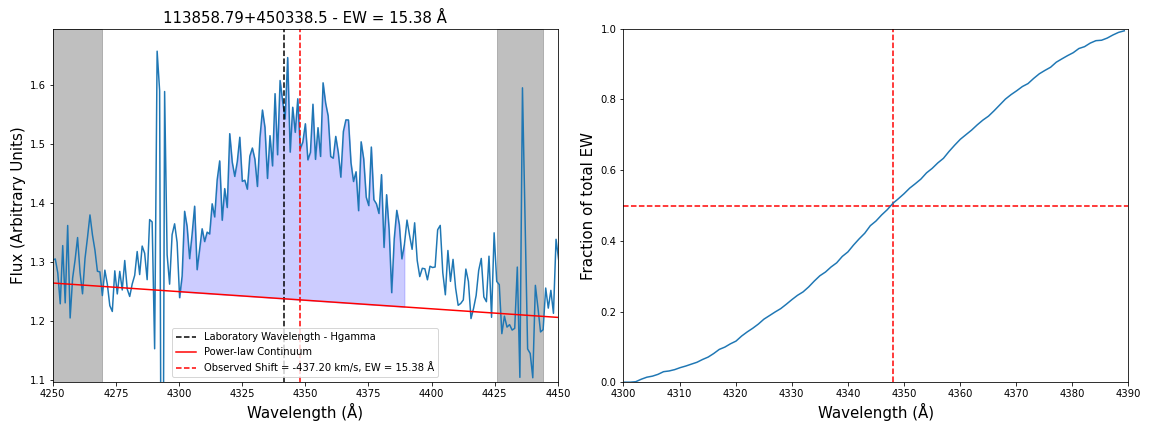 113858.79+450338.5 - EW = 15.38 Å
Flux (Arbitrary Units)
1.6
1.5
1.4
1.3
1.2
1.1
Laboratory Wavelength - Hgamma
Power-law Continuum
Observed Shift = -437.20 km/s, EW = 15.38 Å
4250 4275 4300 4325 4350 4375 4400 4425 4450
Wavelength (Å)
Fraction of total EW
1.0
0.8
0.6
0.4
0.2
0.0
4300 4310 4320 4330 4340 4350 4360 4370 4380 4390
Wavelength (Å)